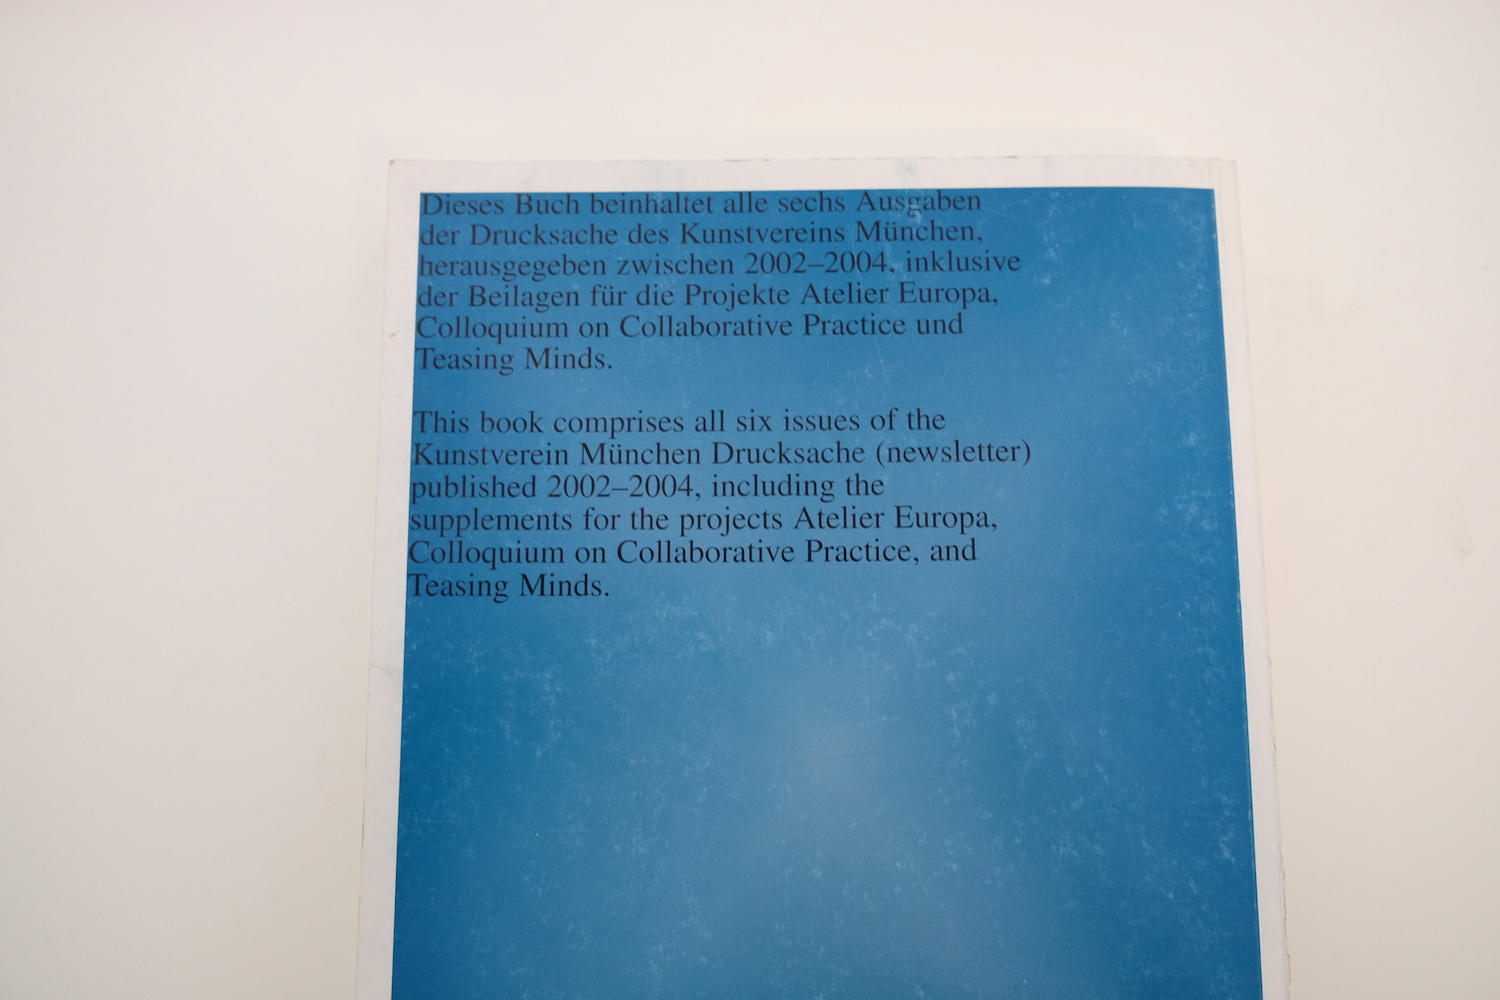 Dieses Buch beinhaltet alle sechs Ausgaben
der Drucksache des Kunstvereins München,
herausgegeben zwischen 2002–2004, inklusive
der Beilagen für die Projekte Atelier Europa,
Colloquium on Collaborative Practice und
Teasing Minds.
This book comprises all six issues of the
Kunstverein München Drucksache (newsletter)
published 2002–2004, including the
supplements for the projects Atelier Europa,
Colloquium on Collaborative Practice, and
Teasing Minds.